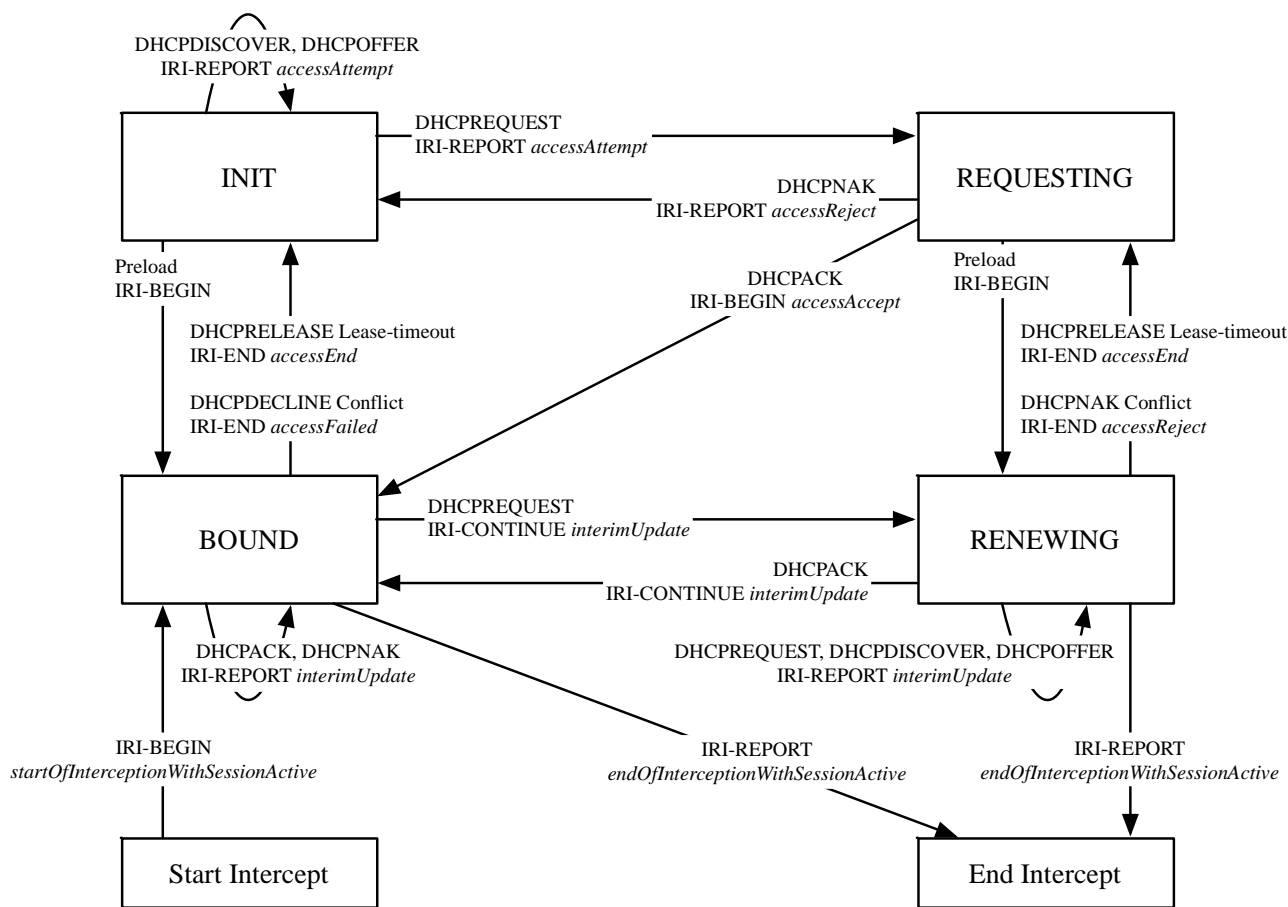 DHCPDISCOVER, DHCPOFFER
IRI-REPORT accessAttempt
INIT
DHCPREQUEST
IRI-REPORT accessAttempt
REQUESTING
DHCPNAK
IRI-REPORT accessReject
Preload
IRI-BEGIN
DHCPACK
IRI-BEGIN accessAccept
Preload
IRI-BEGIN
DHCPRELEASE Lease-timeout
IRI-END accessEnd
DHCPRELEASE Lease-timeout
IRI-END accessEnd
DHCPDECLINE Conflict
IRI-END accessFailed
DHCPNAK Conflict
IRI-END accessReject
BOUND
DHCPREQUEST
IRI-CONTINUE interimUpdate
RENEWING
DHCPACK
IRI-CONTINUE interimUpdate
DHCPACK, DHCPNAK
IRI-REPORT interimUpdate
DHCPREQUEST, DHCPDISCOVER, DHCPOFFER
IRI-REPORT interimUpdate
IRI-BEGIN
startOfInterceptionWithSessionActive
IRI-REPORT
endOfInterceptionWithSessionActive
IRI-REPORT
endOfInterceptionWithSessionActive
Start Intercept
End Intercept